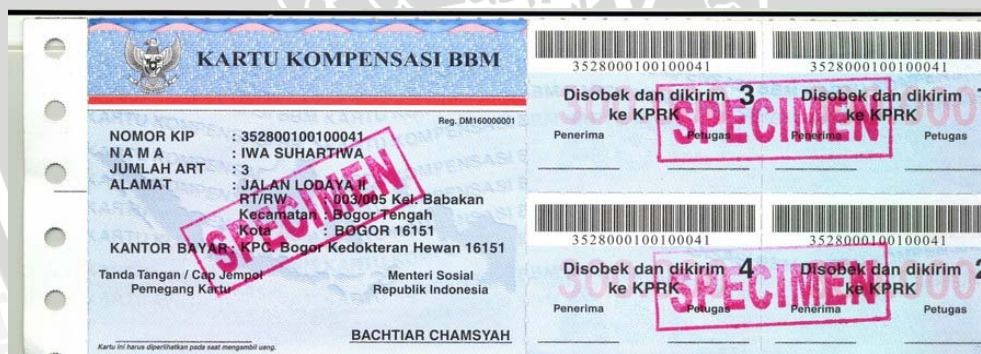 KARTU KOMPENSASI BBM
Reg. DM160000001
NOMOR KIP : 352800100100041
N A M A : IWA SUHARTIWA
JUMLAH ART : 3
ALAMAT : JALAN LODAYA II
RT/RW : 003/005 Kel. Babakan
Kecamatan : Bogor Tengah
Kota : BOGOR 16151
KANTOR BAYAR : KPC. Bogor Kedokteran Hewan 16151
Tanda Tangan / Cap Jempol
Pemegang Kartu
Menteri Sosial
Republik Indonesia
BACHTIAR CHAMSYAH
Kartu ini harus diperlihatkan pada saat mengambil uang.
SPECIMEN
3528000100100041
Disobek dan dikirim 3
ke KPRK
Penerima Petugas
3528000100100041
Disobek dan dikirim
ke KPRK
Penerima Petugas
SPECIMEN
3528000100100041
Disobek dan dikirim 4
ke KPRK
Penerima Petugas
3528000100100041
Disobek dan dikirim 2
ke KPRK
Penerima Petugas
SPECIMEN